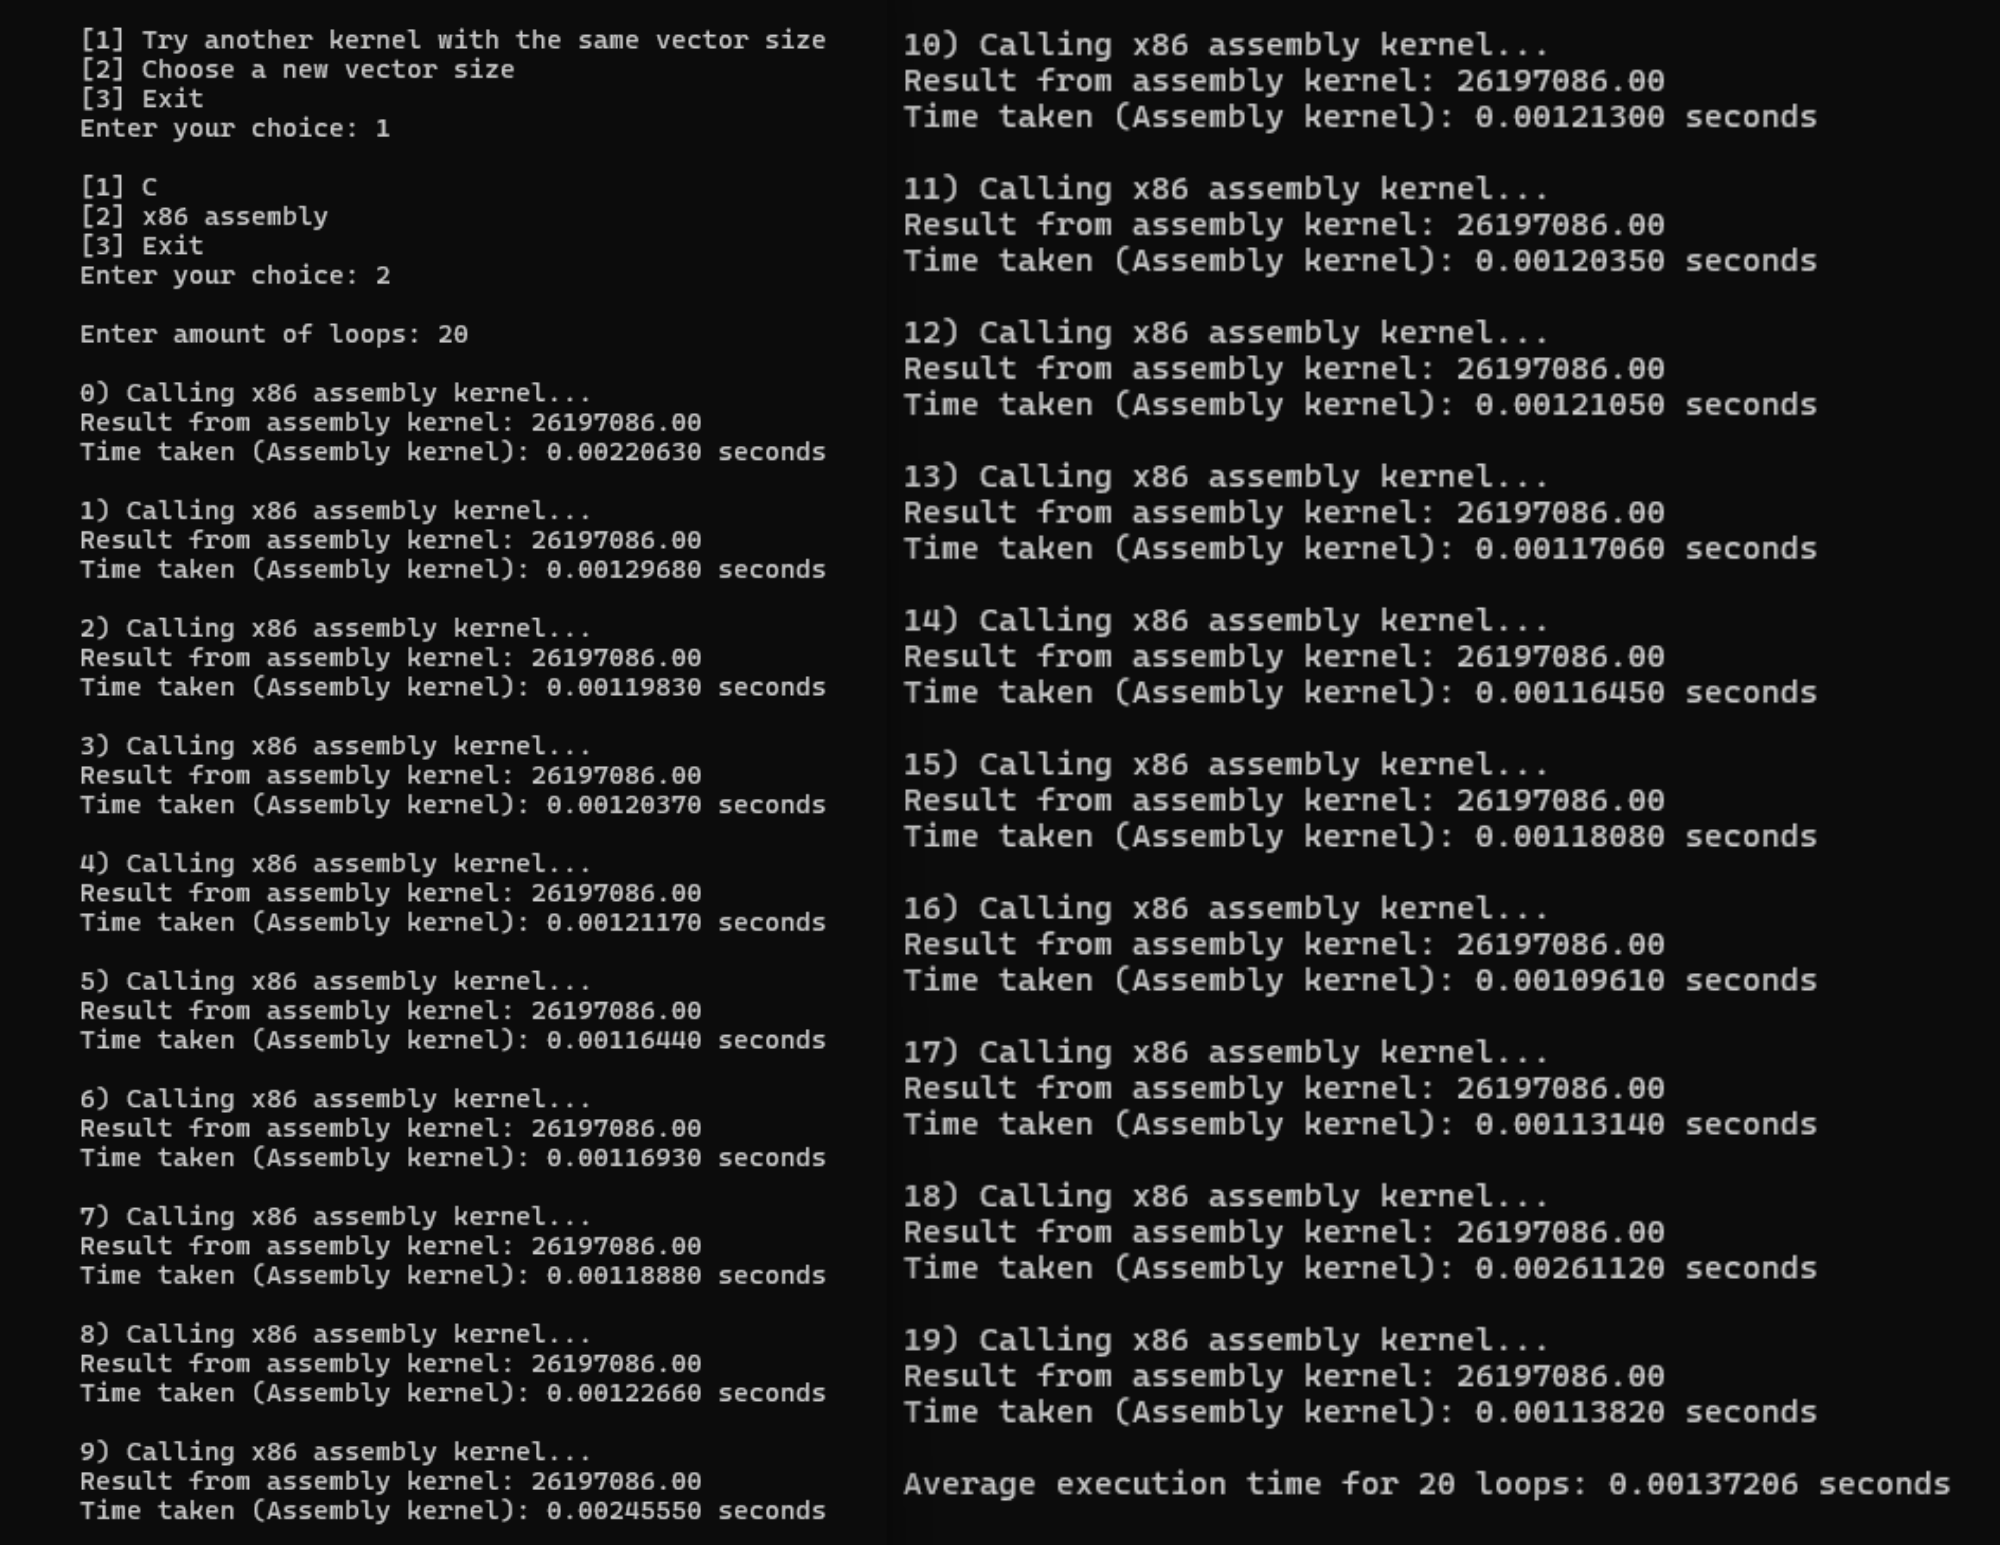 [1] Try another kernel with the same vector size
[2] Choose a new vector size
[3] Exit
Enter your choice: 1
[1] C
[2] x86 assembly
[3] Exit
Enter your choice: 2
Enter amount of loops: 20
0) Calling x86 assembly kernel...
Result from assembly kernel: 26197086.00
Time taken (Assembly kernel): 0.00220630 seconds
1) Calling x86 assembly kernel...
Result from assembly kernel: 26197086.00
Time taken (Assembly kernel): 0.00129680 seconds
2) Calling x86 assembly kernel...
Result from assembly kernel: 26197086.00
Time taken (Assembly kernel): 0.00119830 seconds
3) Calling x86 assembly kernel...
Result from assembly kernel: 26197086.00
Time taken (Assembly kernel): 0.00120370 seconds
4) Calling x86 assembly kernel...
Result from assembly kernel: 26197086.00
Time taken (Assembly kernel): 0.00121170 seconds
5) Calling x86 assembly kernel...
Result from assembly kernel: 26197086.00
Time taken (Assembly kernel): 0.00116440 seconds
6) Calling x86 assembly kernel...
Result from assembly kernel: 26197086.00
Time taken (Assembly kernel): 0.00116930 seconds
7) Calling x86 assembly kernel...
Result from assembly kernel: 26197086.00
Time taken (Assembly kernel): 0.00118880 seconds
8) Calling x86 assembly kernel...
Result from assembly kernel: 26197086.00
Time taken (Assembly kernel): 0.00122660 seconds
9) Calling x86 assembly kernel...
Result from assembly kernel: 26197086.00
Time taken (Assembly kernel): 0.00245550 seconds
10) Calling x86 assembly kernel...
Result from assembly kernel: 26197086.00
Time taken (Assembly kernel): 0.00121300 seconds
11) Calling x86 assembly kernel...
Result from assembly kernel: 26197086.00
Time taken (Assembly kernel): 0.00120350 seconds
12) Calling x86 assembly kernel...
Result from assembly kernel: 26197086.00
Time taken (Assembly kernel): 0.00121050 seconds
13) Calling x86 assembly kernel...
Result from assembly kernel: 26197086.00
Time taken (Assembly kernel): 0.00117060 seconds
14) Calling x86 assembly kernel...
Result from assembly kernel: 26197086.00
Time taken (Assembly kernel): 0.00116450 seconds
15) Calling x86 assembly kernel...
Result from assembly kernel: 26197086.00
Time taken (Assembly kernel): 0.00118080 seconds
16) Calling x86 assembly kernel...
Result from assembly kernel: 26197086.00
Time taken (Assembly kernel): 0.00109610 seconds
17) Calling x86 assembly kernel...
Result from assembly kernel: 26197086.00
Time taken (Assembly kernel): 0.00113140 seconds
18) Calling x86 assembly kernel...
Result from assembly kernel: 26197086.00
Time taken (Assembly kernel): 0.00261120 seconds
19) Calling x86 assembly kernel...
Result from assembly kernel: 26197086.00
Time taken (Assembly kernel): 0.00113820 seconds
Average execution time for 20 loops: 0.00137206 seconds